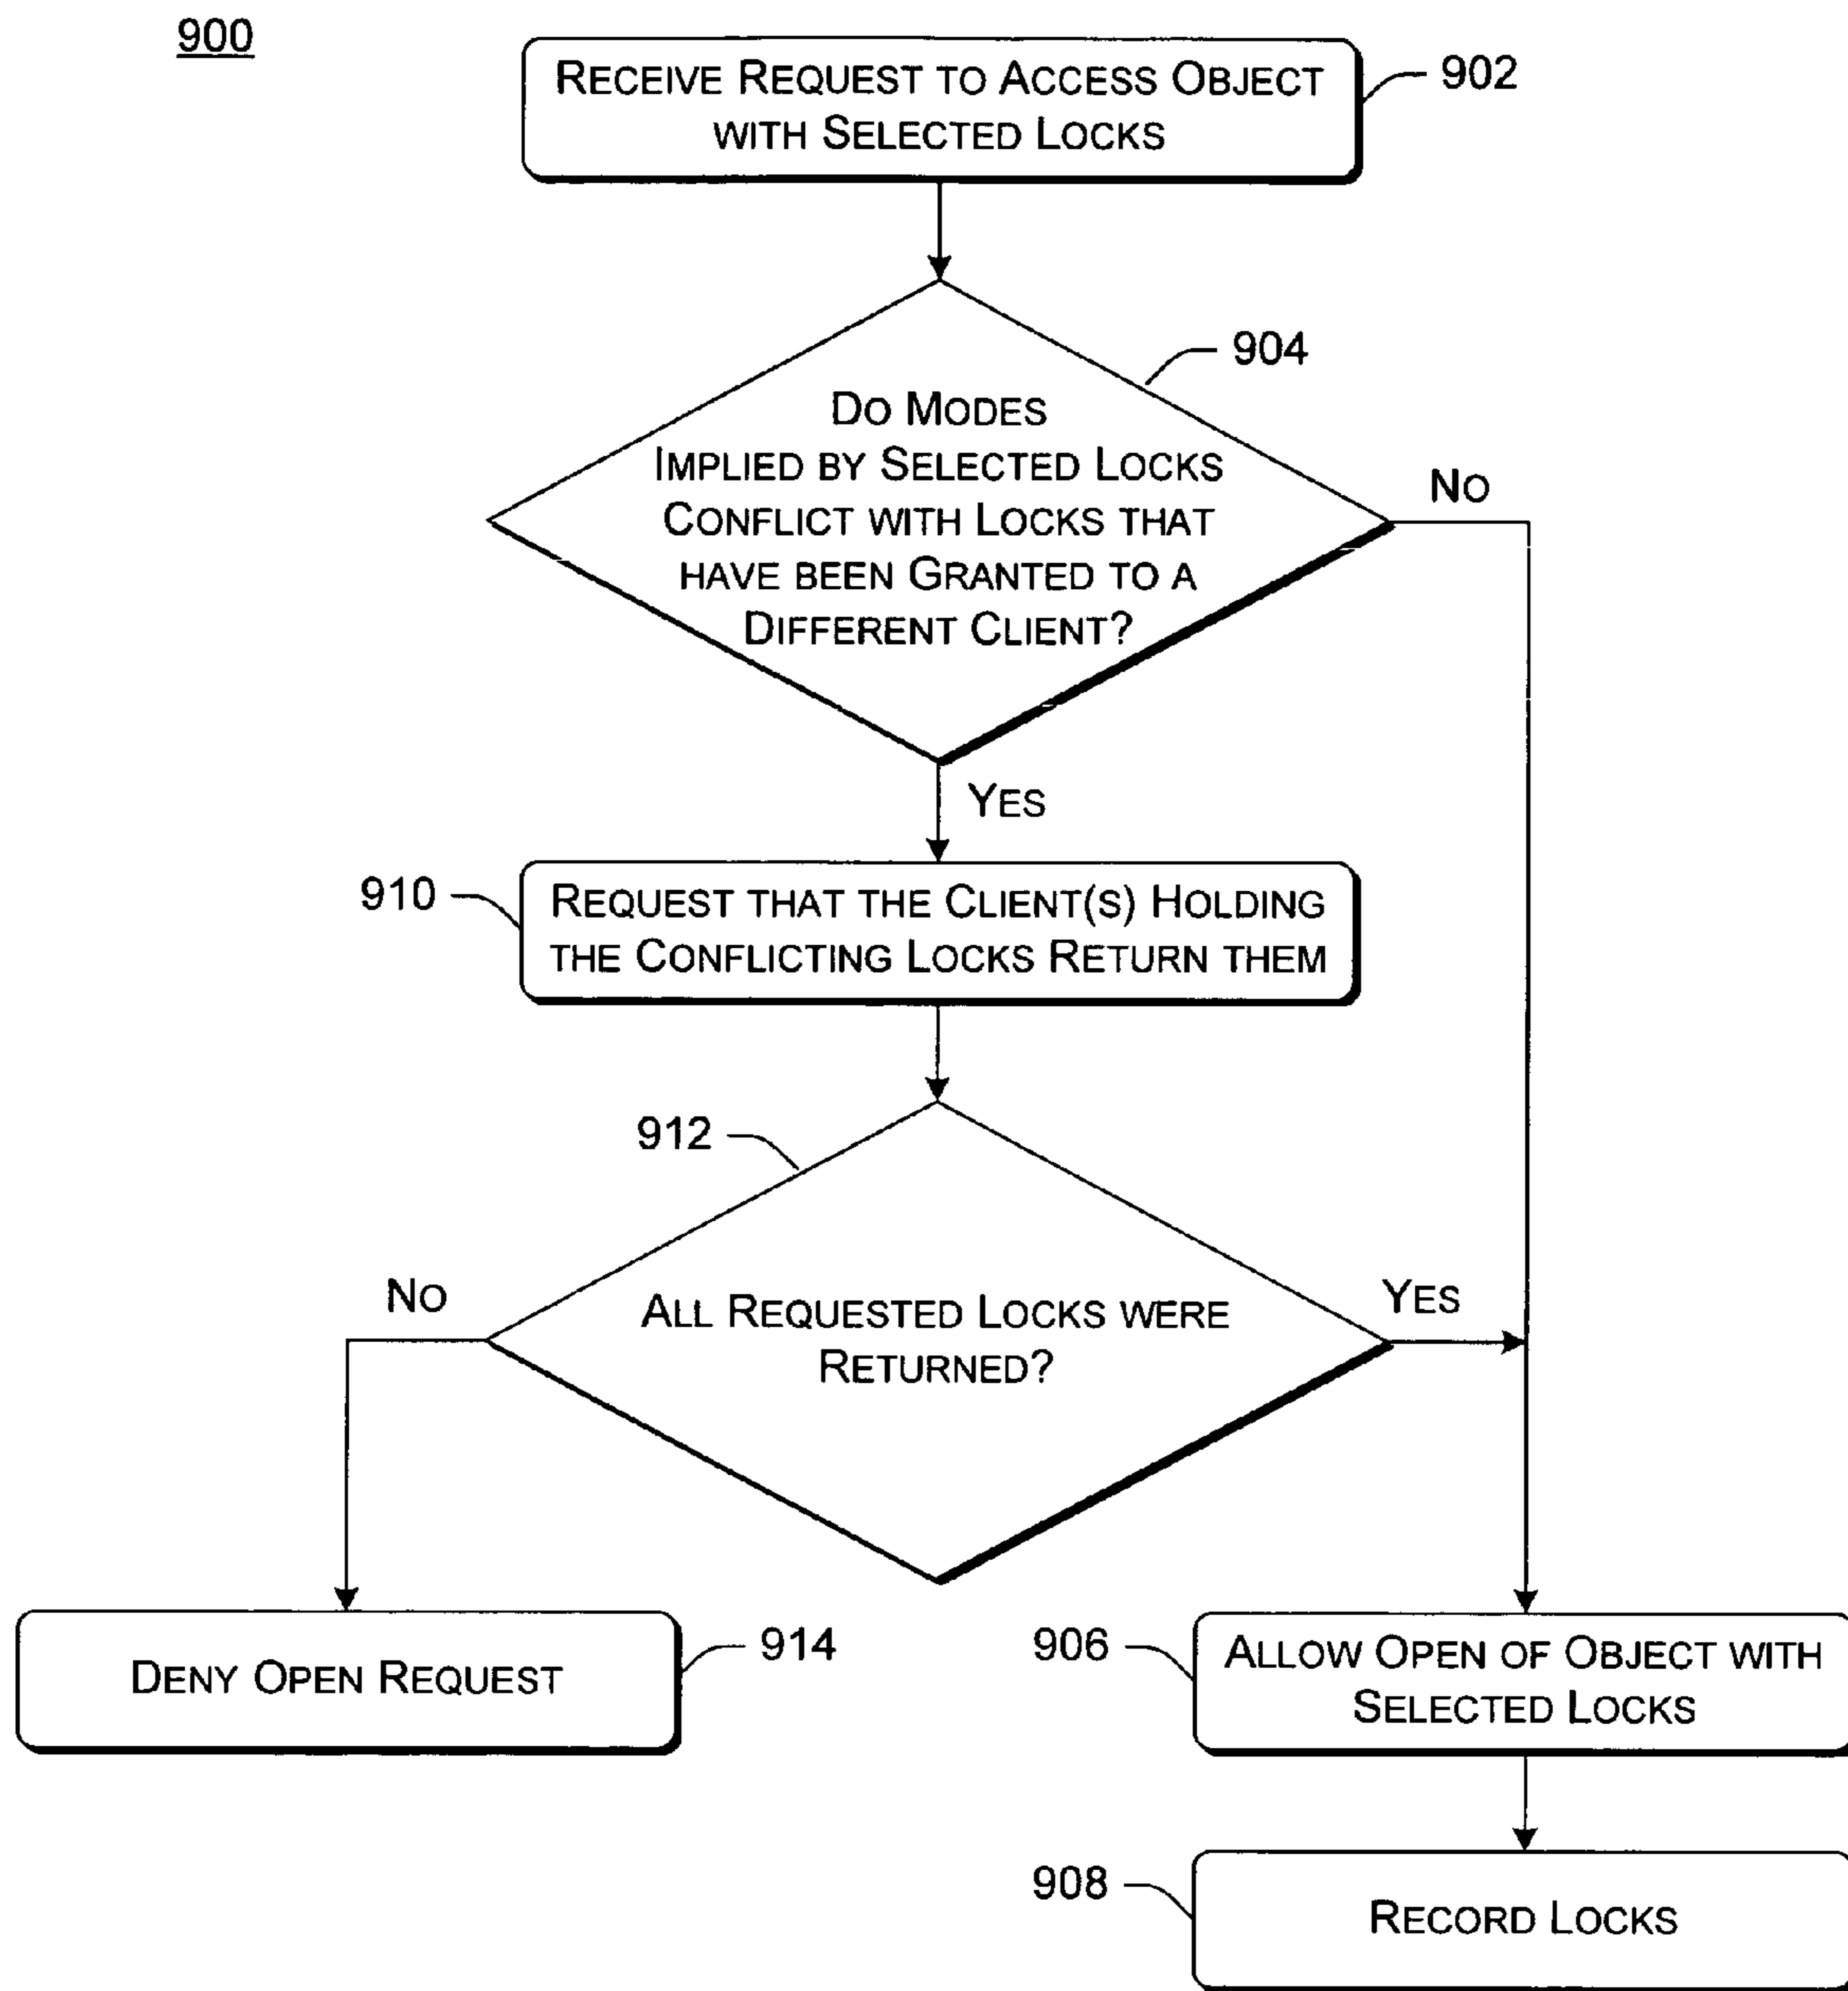 900
RECEIVE REQUEST TO ACCESS OBJECT
WITH SELECTED LOCKS
902
904
DO MODES
IMPLIED BY SELECTED LOCKS
CONFLICT WITH LOCKS THAT
HAVE BEEN GRANTED TO A
DIFFERENT CLIENT?
NO
YES
910
REQUEST THAT THE CLIENT(S) HOLDING
THE CONFLICTING LOCKS RETURN THEM
912
NO
ALL REQUESTED LOCKS WERE
RETURNED?
YES
DENY OPEN REQUEST
914
906
ALLOW OPEN OF OBJECT WITH
SELECTED LOCKS
908
RECORD LOCKS